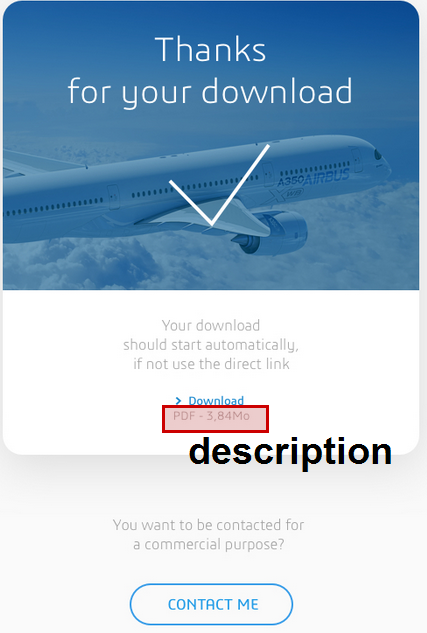 Thanks
for your download
A350 AIRBUS
Your download
should start automatically,
if not use the direct link
> Download
PDF - 3,84Mo
description
You want to be contacted for
a commercial purpose?
CONTACT ME